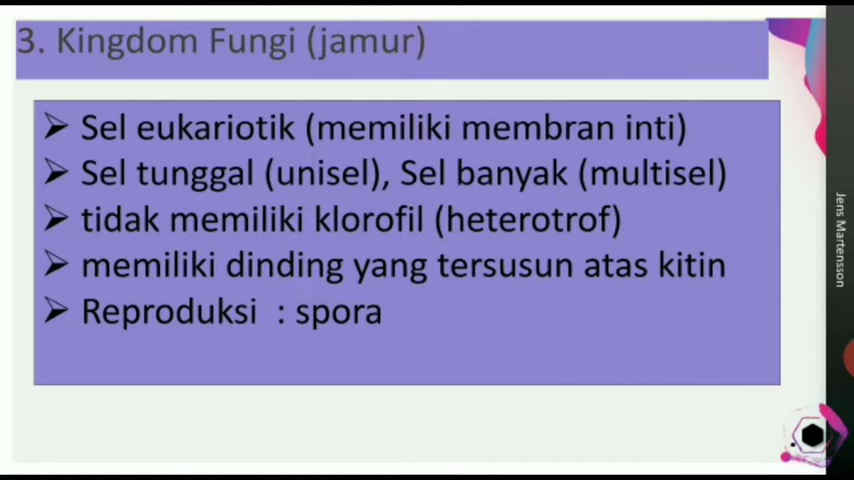 3. Kingdom Fungi (jamur)
➢ Sel eukariotik (memiliki membran inti)
➢ Sel tunggal (unisel), Sel banyak (multisel)
➢ tidak memiliki klorofil (heterotrof)
➢ memiliki dinding yang tersusun atas kitin
➢ Reproduksi : spora
Jens Martensson